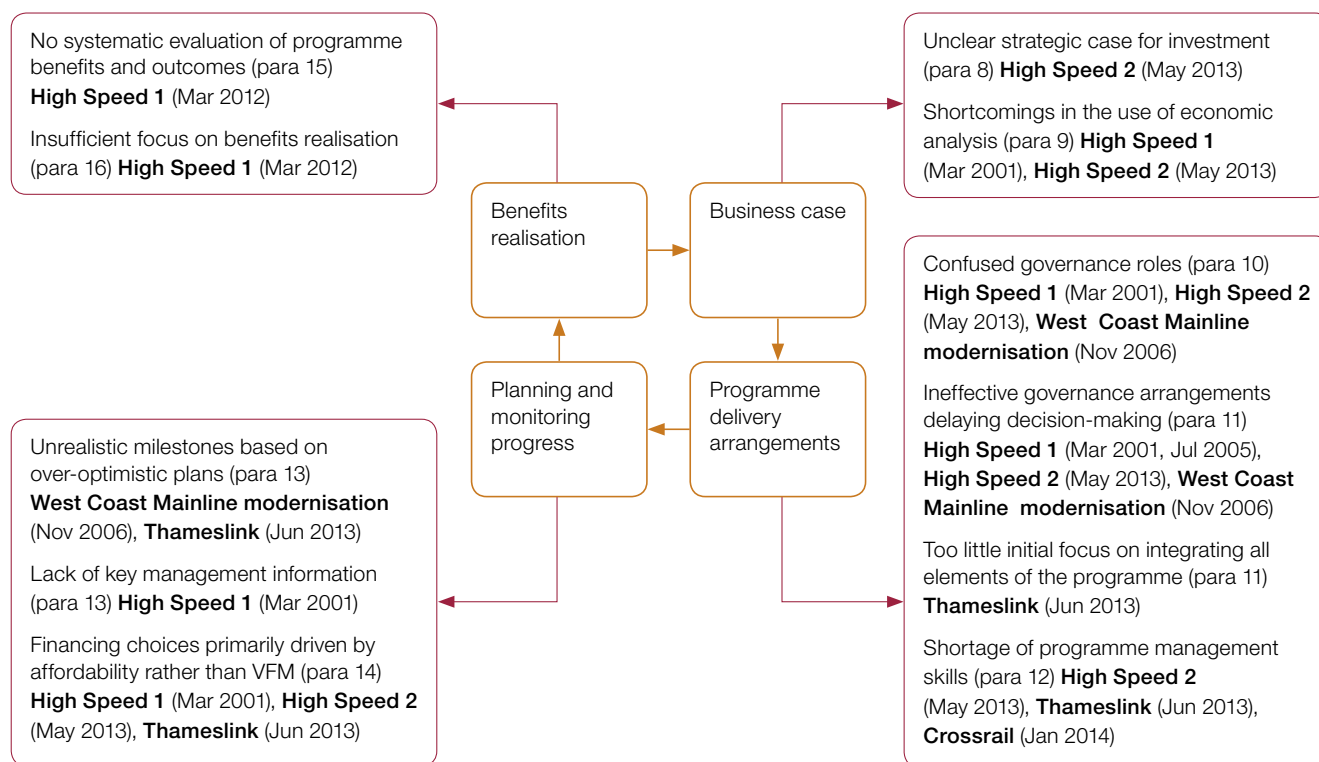 No systematic evaluation of programme
benefits and outcomes (para 15)
High Speed 1 (Mar 2012)
Insufficient focus on benefits realisation
(para 16) High Speed 1 (Mar 2012)
Unclear strategic case for investment
(para 8) High Speed 2 (May 2013)
Shortcomings in the use of economic
analysis (para 9) High Speed 1
(Mar 2001), High Speed 2 (May 2013)
Benefits
realisation
Business case
Planning and
monitoring
progress
Programme
delivery
arrangements
Confused governance roles (para 10)
High Speed 1 (Mar 2001), High Speed 2
(May 2013), West Coast Mainline
modernisation (Nov 2006)
Ineffective governance arrangements
delaying decision-making (para 11)
High Speed 1 (Mar 2001, Jul 2005),
High Speed 2 (May 2013), West Coast
Mainline modernisation (Nov 2006)
Too little initial focus on integrating all
elements of the programme (para 11)
Thameslink (Jun 2013)
Shortage of programme management
skills (para 12) High Speed 2
(May 2013), Thameslink (Jun 2013),
Crossrail (Jan 2014)
Unrealistic milestones based on
over-optimistic plans (para 13)
West Coast Mainline modernisation
(Nov 2006), Thameslink (Jun 2013)
Lack of key management information
(para 13) High Speed 1 (Mar 2001)
Financing choices primarily driven by
affordability rather than VFM (para 14)
High Speed 1 (Mar 2001), High Speed 2
(May 2013), Thameslink (Jun 2013)